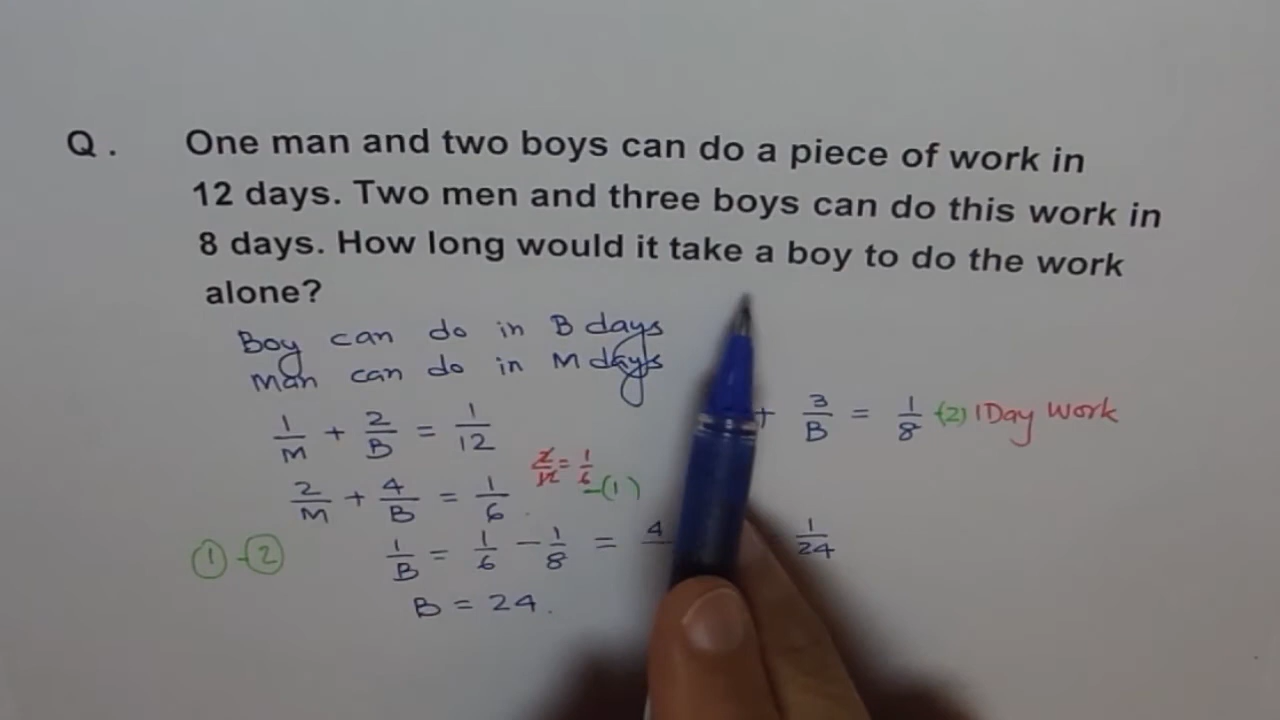 Q. One man and two boys can do a piece of work in
12 days. Two men and three boys can do this work in
8 days. How long would it take a boy to do the work
alone?
Boy can do in B days
Man can do in M days
1/M + 2/B = 1/12 + 3/B = 1/8 (2) 1 Day Work
2/M + 4/B = 1/6 2/12 = 1/6 -(1)
① - ② 1/B = 1/6 - 1/8 = 4 1/24
B = 24.